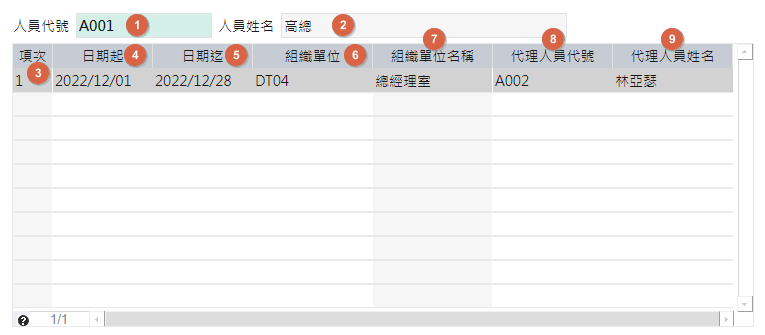 人員代號 A001 1 人員姓名 高總 2
項次 3 日期起 4 日期迄 5 組織單位 6 組織單位名稱 7 代理人員代號 8 代理人員姓名 9
1 2022/12/01 2022/12/28 DT04 總經理室 A002 林亞瑟
? 1/1